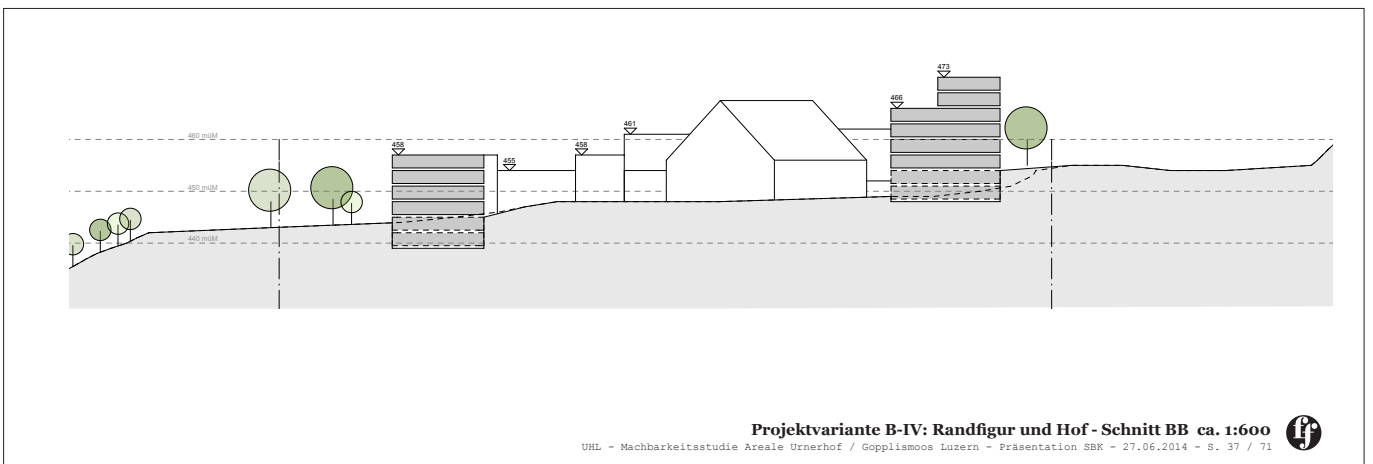 473
466
461
460 müM
458
458
455
450 müM
440 müM
Projektvariante B-IV: Randfigur und Hof - Schnitt BB ca. 1:600
UHL - Machbarkeitsstudie Areale Urnerhof / Gopplismoos Luzern - Präsentation SBK - 27.06.2014 - S. 37 / 71